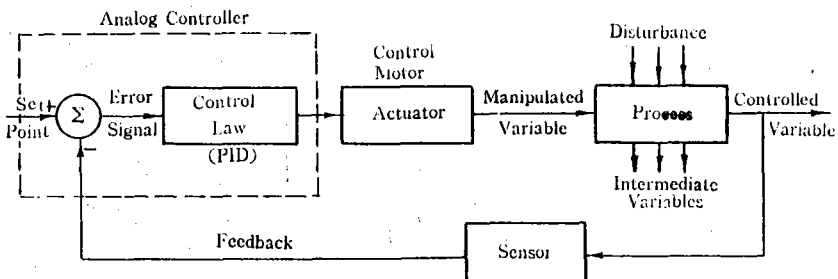 Analog Controller
Set +
Point
Σ
−
Error
Signal
Control
Law
(PID)
Control
Motor
Actuator
Manipulated
Variable
Disturbance
Process
Intermediate
Variables
Controlled
Variable
Feedback
Sensor